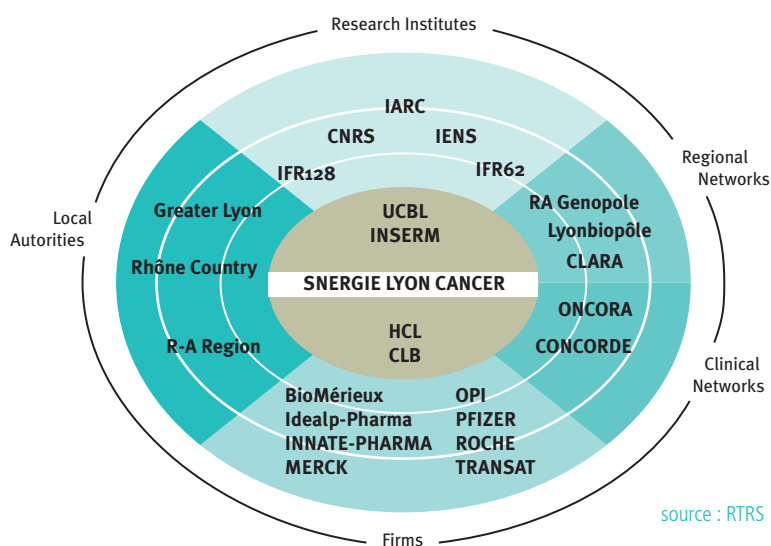 Research Institutes
IARC
CNRS IENS
IFR128 IFR62
Regional
Networks
Local
Autorities
Greater Lyon
Rhône Country
R-A Region
UCBL
INSERM
SNERGIE LYON CANCER
HCL
CLB
RA Genopole
Lyonbiopôle
CLARA
ONCORA
CONCORDE
Clinical
Networks
BioMérieux OPI
Idealp-Pharma PFIZER
INNATE-PHARMA ROCHE
MERCK TRANSAT
Firms
source : RTRS